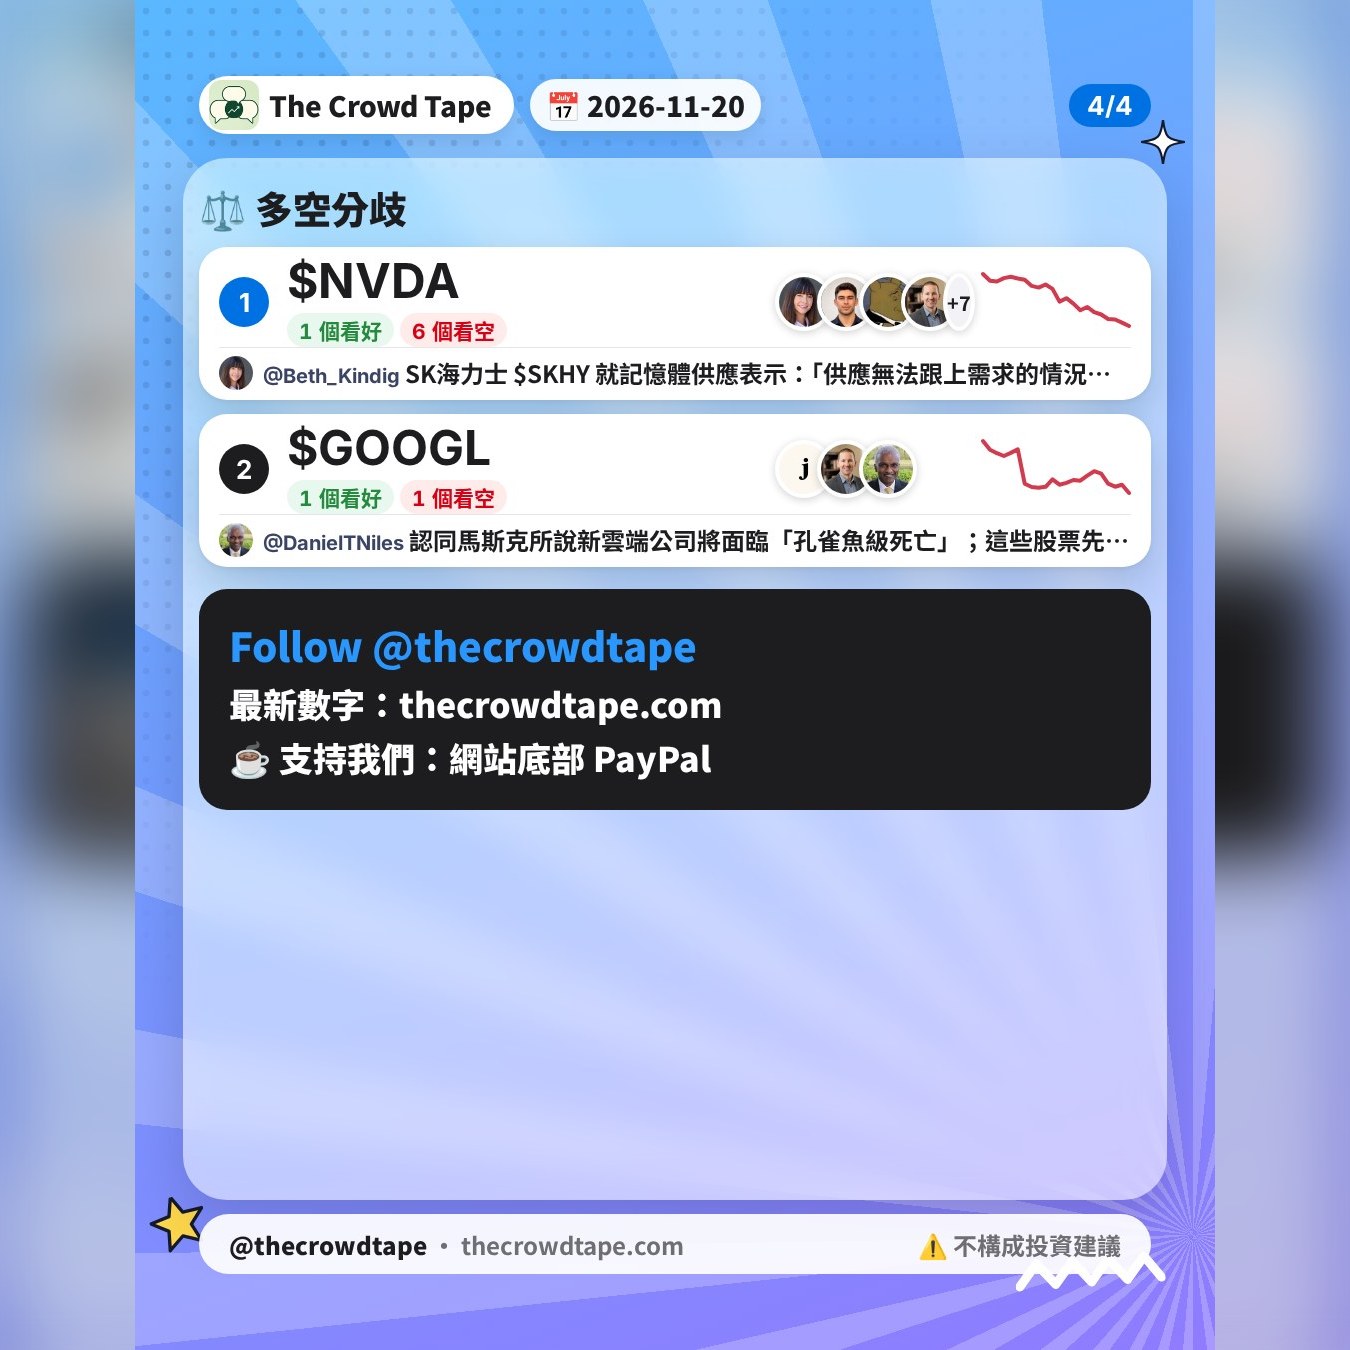 The Crowd Tape
July 17 2026-11-20
4/4
⚖️ 多空分歧
1 $NVDA
1 個看好 6 個看空
+7
@Beth_Kindig SK海力士 $SKHY 就記憶體供應表示：「供應無法跟上需求的情況…
2 $GOOGL
1 個看好 1 個看空
j
@DanielTNiles 認同馬斯克所說新雲端公司將面臨「孔雀魚級死亡」；這些股票先…
Follow @thecrowdtape
最新數字：thecrowdtape.com
☕ 支持我們：網站底部 PayPal
@thecrowdtape • thecrowdtape.com
⚠️ 不構成投資建議